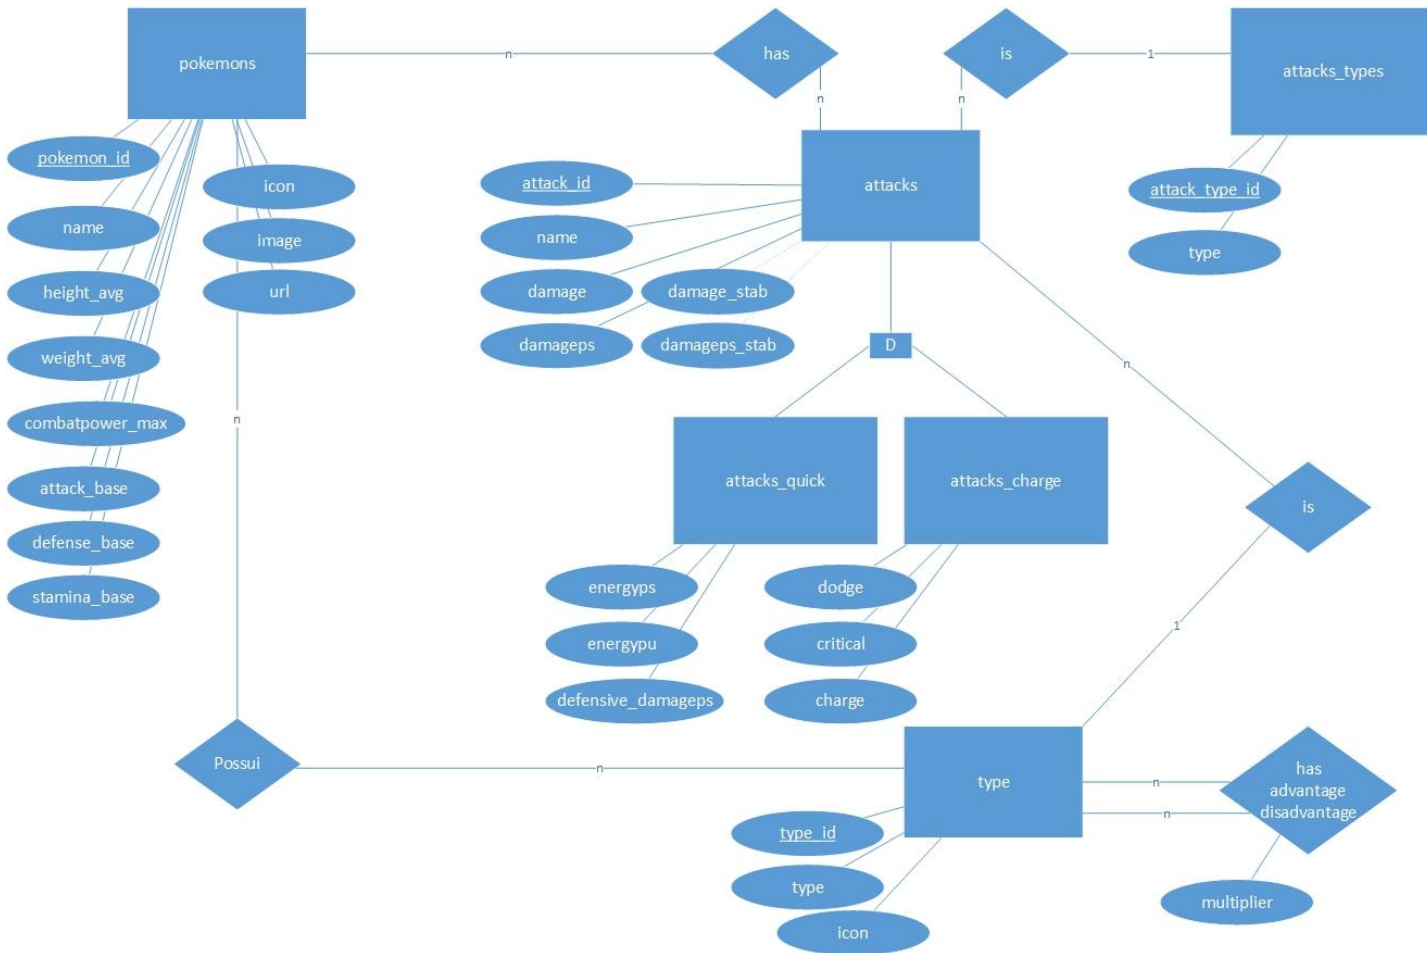 pokemons
n
has
is
1
attacks_types
n
n
pokemon_id
icon
attack_id
attacks
attack_type_id
name
image
name
type
height_avg
url
damage
damage_stab
damageps
damageps_stab
D
weight_avg
n
n
combatpower_max
attack_base
attacks_quick
attacks_charge
is
defense_base
energyps
dodge
stamina_base
energypu
critical
1
defensive_damageps
charge
Possui
n
type
n
n
has
advantage
disadvantage
type_id
type
multiplier
icon